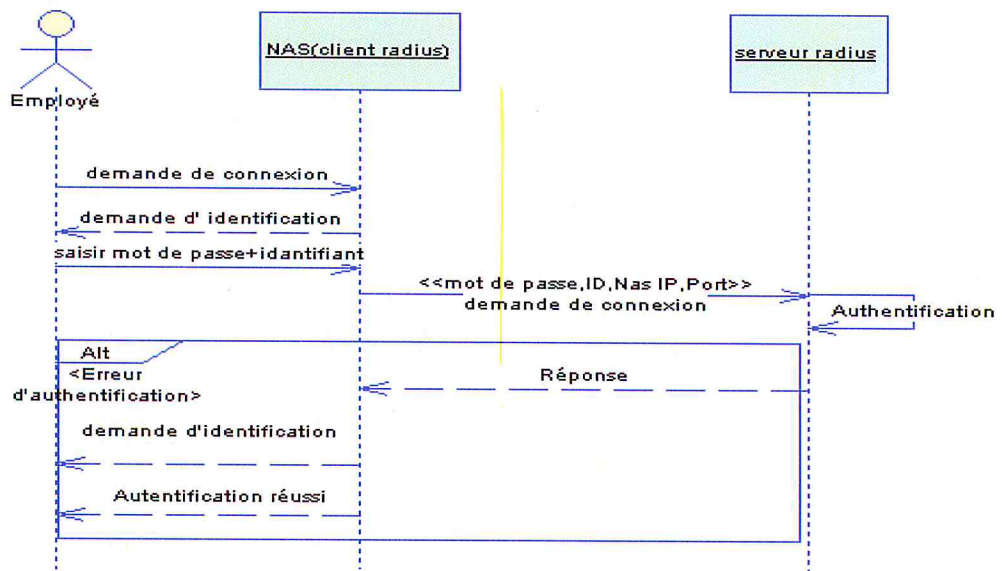 NAS(client radius)
serveur radius
Employé
demande de connexion
demande d' identification
saisir mot de passe+idantifiant
<<mot de passe,ID,Nas IP,Port>>
demande de connexion
Authentification
Alt
<Erreur
d'authentification>
Réponse
demande d'identification
Autentification réussi